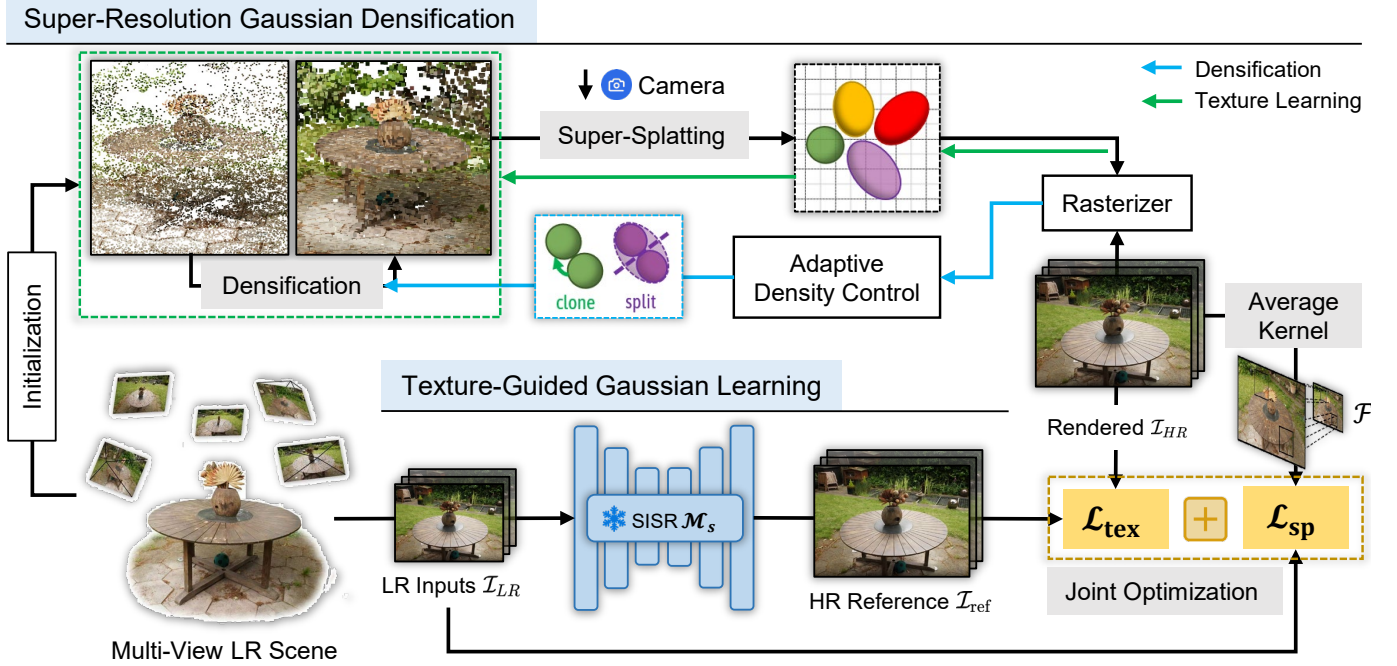 Super-Resolution Gaussian Densification
Camera
Super-Splatting
Densification
Texture Learning
Rasterizer
Densification
clone
split
Adaptive
Density Control
Initialization
Average
Kernel
Texture-Guided Gaussian Learning
Rendered 𝓘_HR
𝓕
SISR 𝓜_s
𝓛_tex
+
𝓛_sp
LR Inputs 𝓘_LR
HR Reference 𝓘_ref
Joint Optimization
Multi-View LR Scene